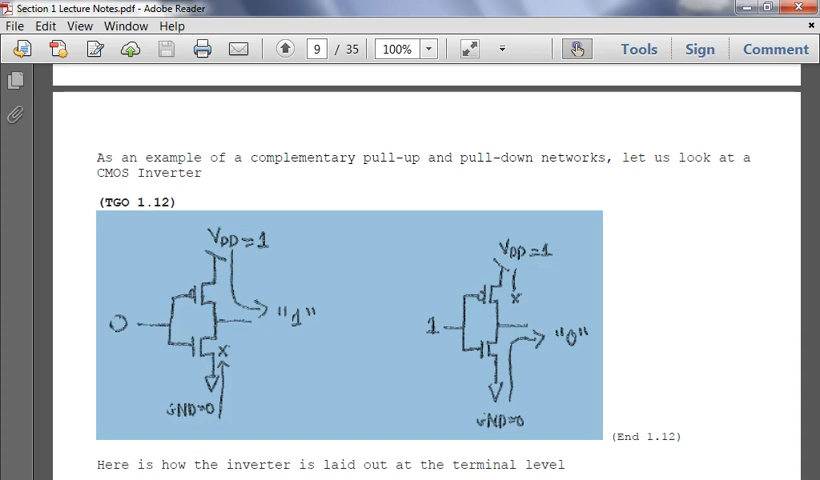 Section 1 Lecture Notes.pdf - Adobe Reader
File Edit View Window Help
9 / 35 100% Tools Sign Comment
As an example of a complementary pull-up and pull-down networks, let us look at a
CMOS Inverter
(TGO 1.12)
VDD=1 VDD=1
0 "1" 1 "0"
x x
GND=0 GND=0
(End 1.12)
Here is how the inverter is laid out at the terminal level